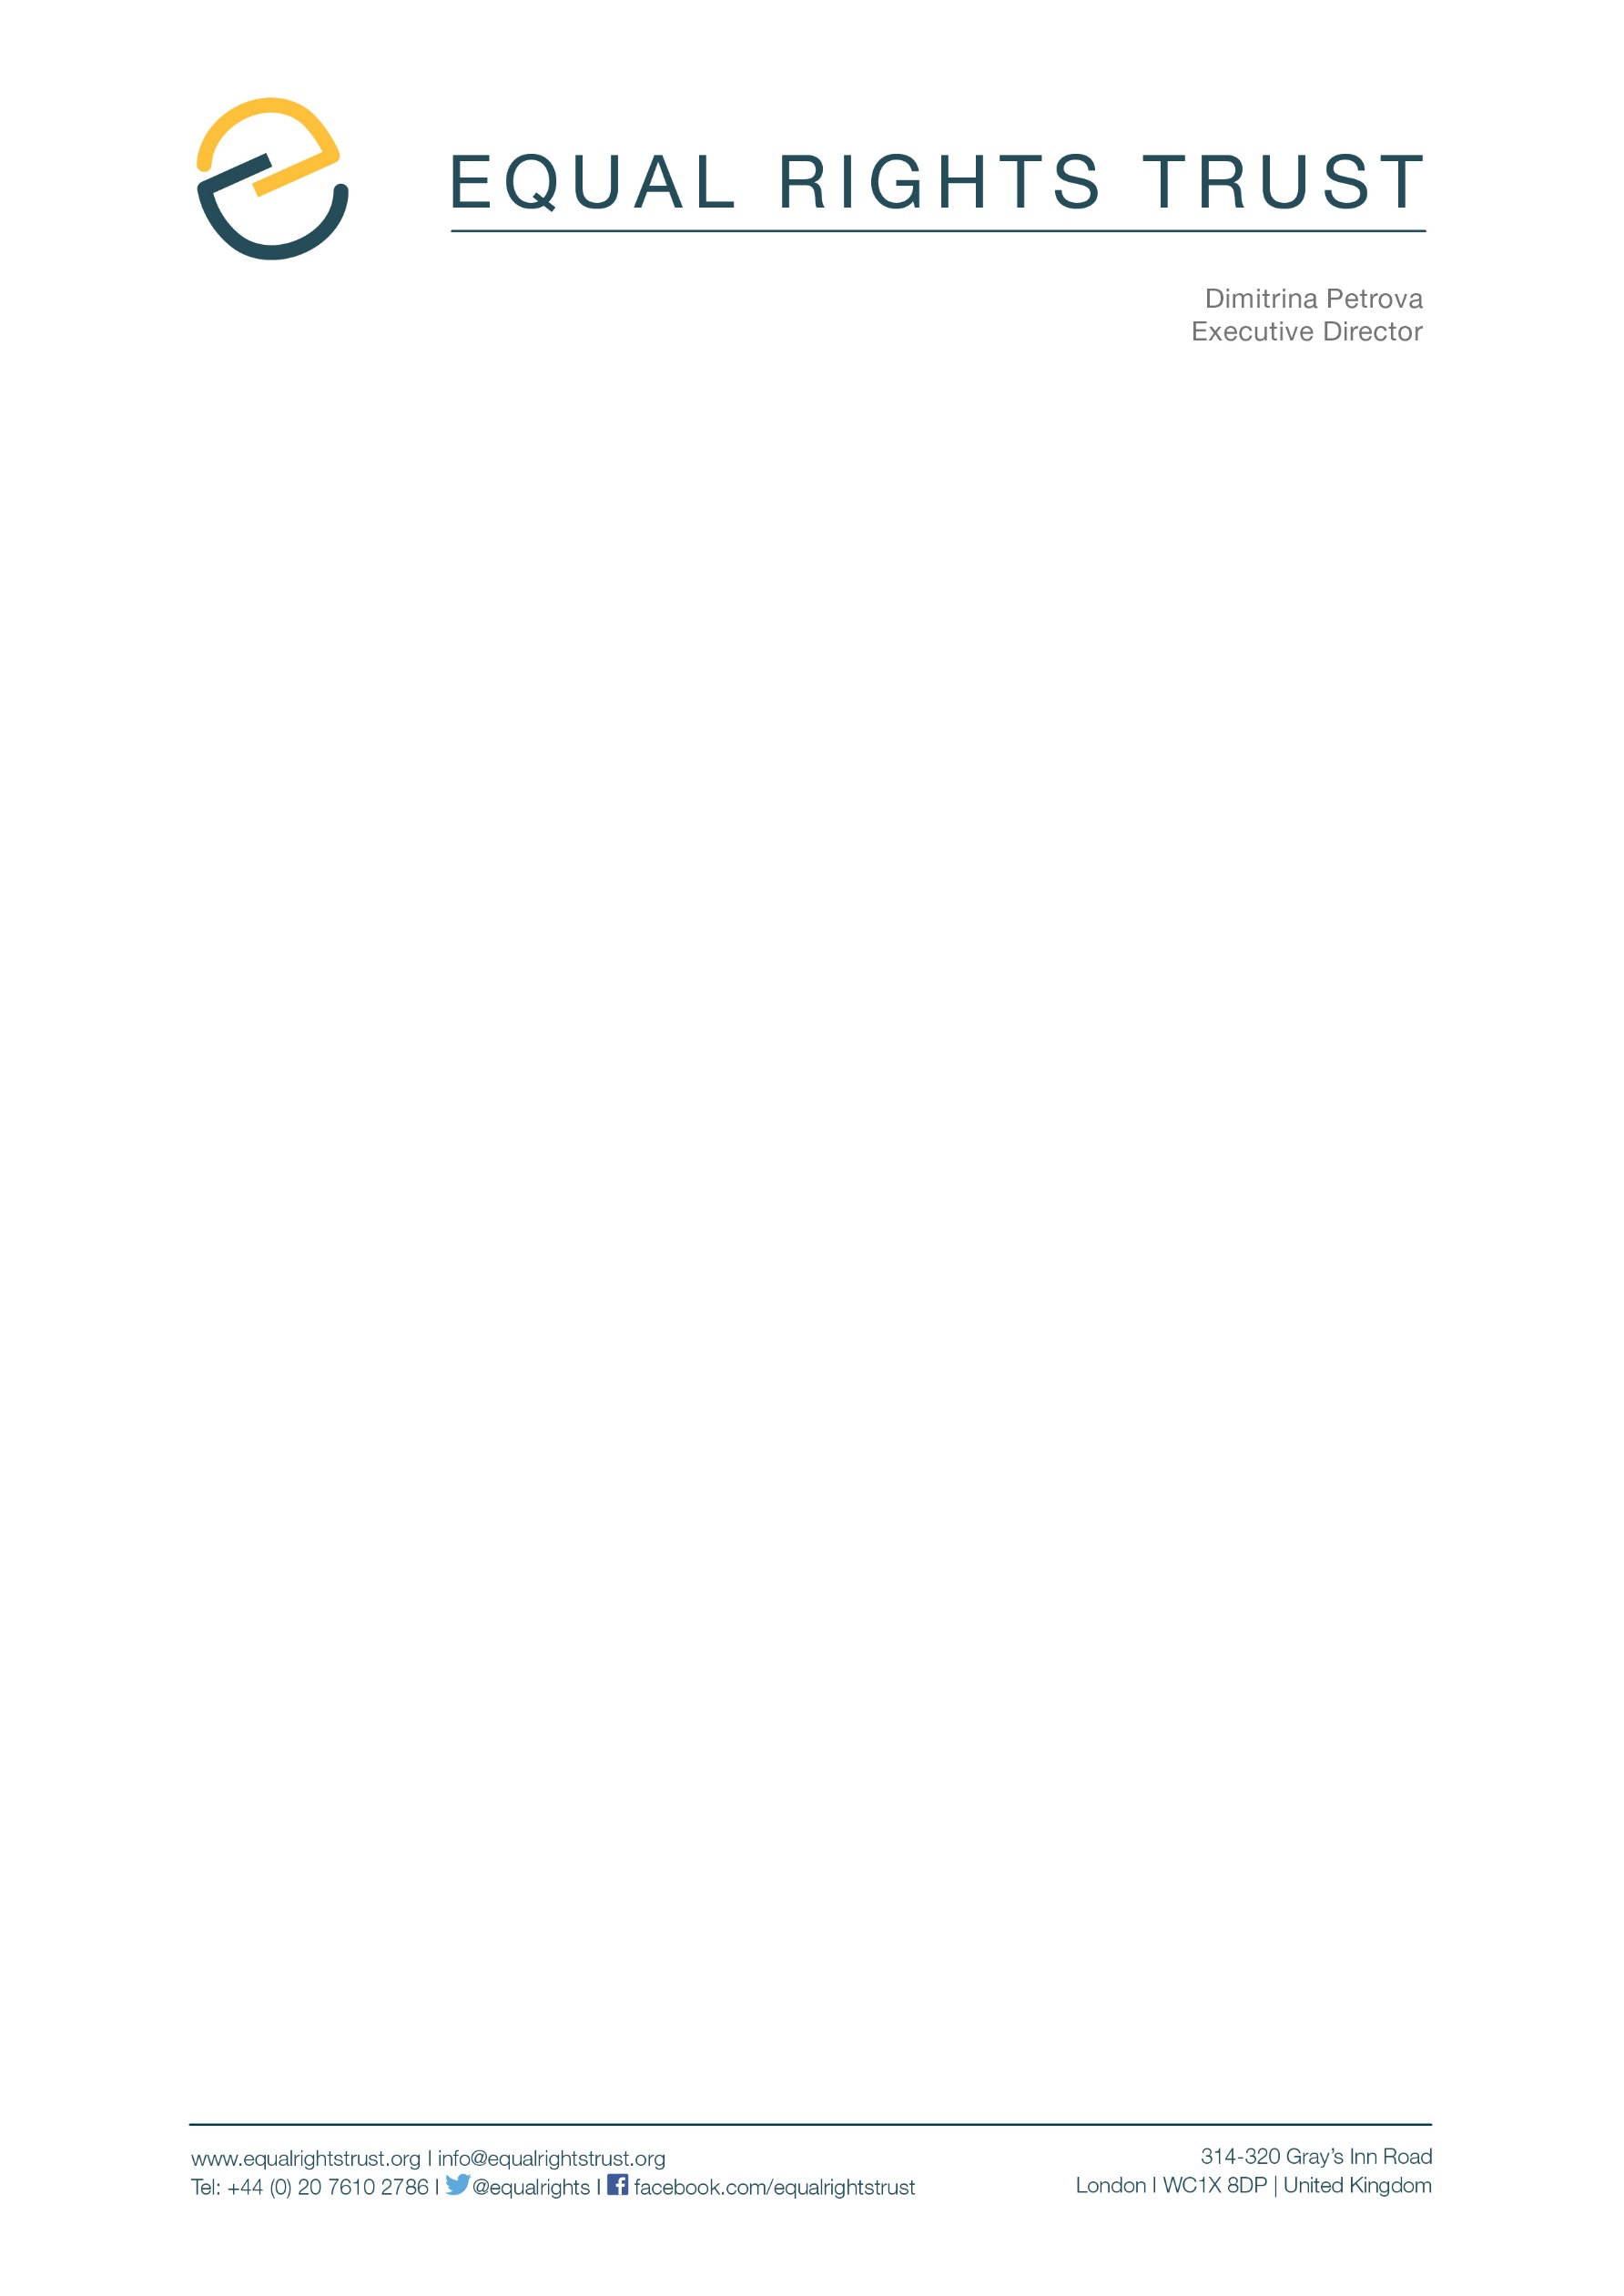 EQUAL RIGHTS TRUST
Dimitrina Petrova
Executive Director
www.equalrightstrust.org I info@equalrightstrust.org
Tel: +44 (0) 20 7610 2786 I @equalrights I facebook.com/equalrightstrust
314-320 Gray’s Inn Road
London I WC1X 8DP | United Kingdom